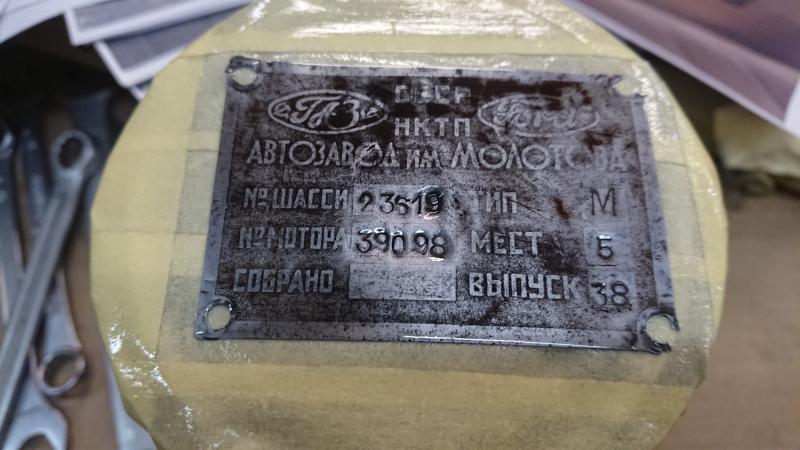 ГАЗ СССР Ford
НКТП
АВТОЗАВОД им МОЛОТОВА
№ ШАССИ 23619 ТИП М
№ МОТОРА 39098 МЕСТ 5
СОБРАНО ВЫПУСК 38